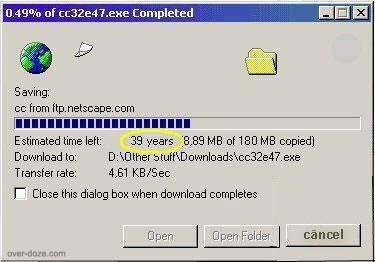 0.49% of cc32e47.exe Completed
Saving:
cc from ftp.netscape.com
Estimated time left: 39 years (8,89 MB of 180 MB copied)
Download to: D:\Other Stuff\Downloads\cc32e47.exe
Transfer rate: 4,61 KB/Sec
Close this dialog box when download completes
Open
Open Folder
câncel
over-doze.com